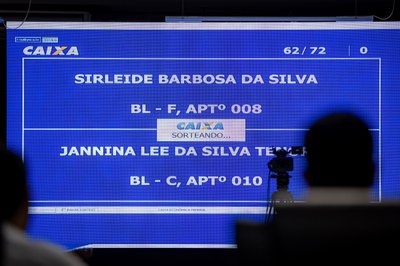 CAIXA
62/72 0
SIRLEIDE BARBOSA DA SILVA
BL - F, APTº 008
CAIXA
SORTEANDO...
JANNINA LEE DA SILVA
BL - C, APTº 010